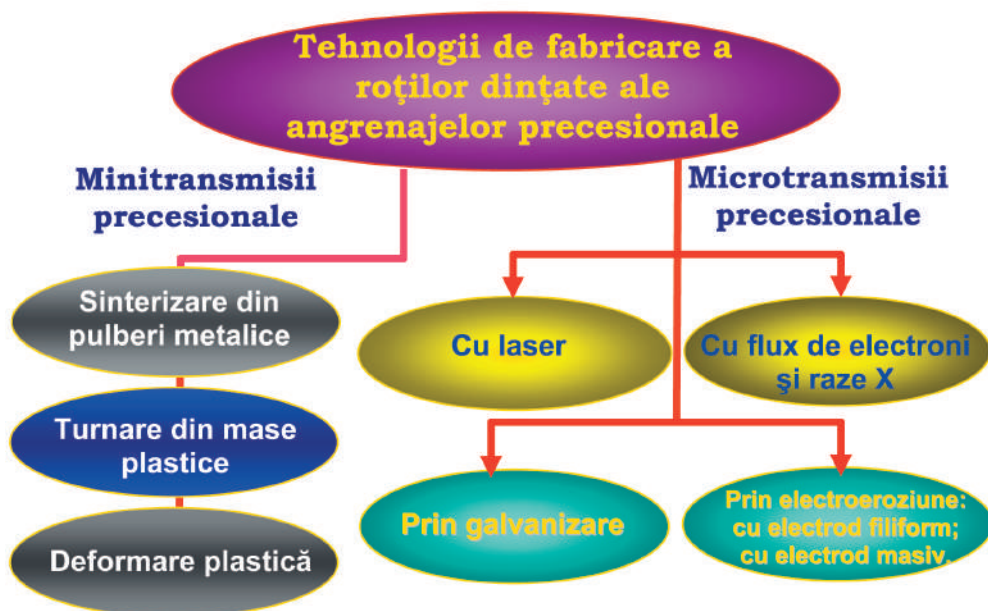 Tehnologii de fabricare a
roţilor dinţate ale
angrenajelor precesionale
Minitransmisii
precesionale
Microtransmisii
precesionale
Sinterizare din
pulberi metalice
Turnare din mase
plastice
Deformare plastică
Cu laser
Cu flux de electroni
şi raze X
Prin galvanizare
Prin electroeroziune:
cu electrod filiform;
cu electrod masiv.